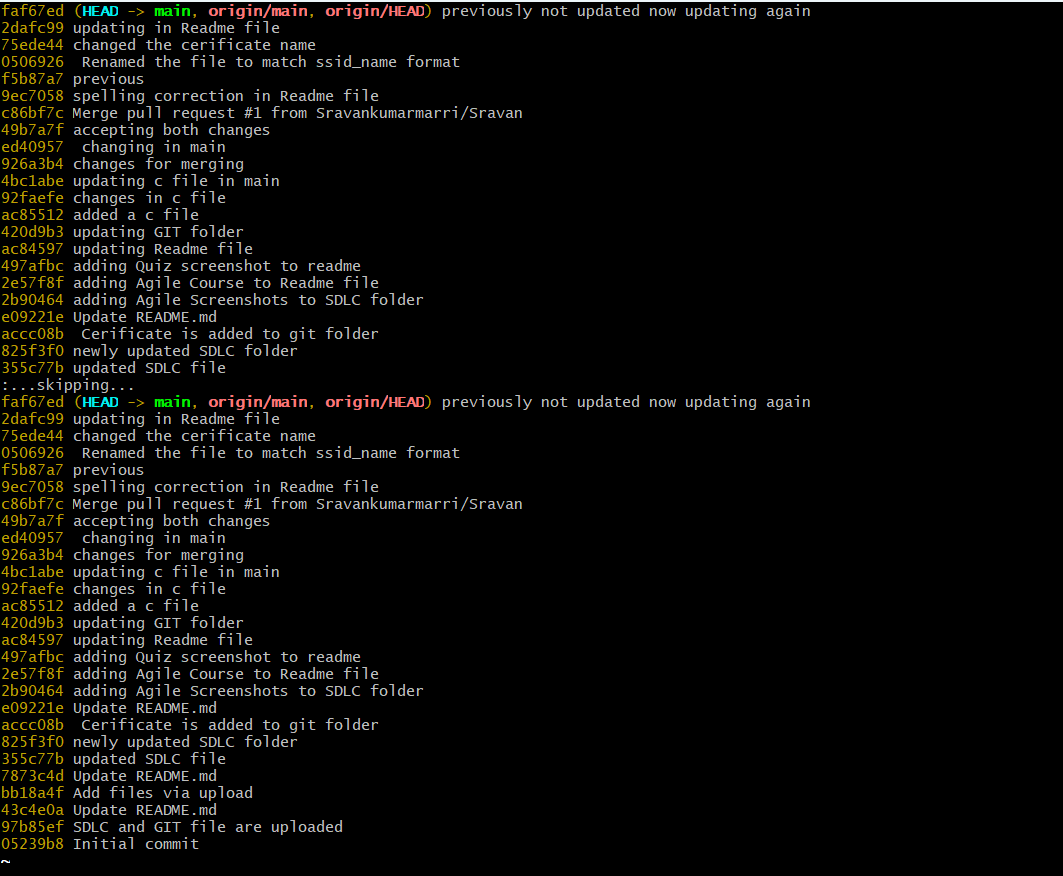 faf67ed (HEAD -> main, origin/main, origin/HEAD) previously not updated now updating again
2dafc99 updating in Readme file
75ede44 changed the cerificate name
0506926  Renamed the file to match ssid_name format
f5b87a7 previous
9ec7058 spelling correction in Readme file
c86bf7c Merge pull request #1 from Sravankumarmarri/Sravan
49b7a7f accepting both changes
ed40957  changing in main
926a3b4 changes for merging
4bc1abe updating c file in main
92faefe changes in c file
ac85512 added a c file
420d9b3 updating GIT folder
ac84597 updating Readme file
497afbc adding Quiz screenshot to readme
2e57f8f adding Agile Course to Readme file
2b90464 adding Agile Screenshots to SDLC folder
e09221e Update README.md
accc08b  Cerificate is added to git folder
825f3f0 newly updated SDLC folder
355c77b updated SDLC file
:...skipping...
faf67ed (HEAD -> main, origin/main, origin/HEAD) previously not updated now updating again
2dafc99 updating in Readme file
75ede44 changed the cerificate name
0506926  Renamed the file to match ssid_name format
f5b87a7 previous
9ec7058 spelling correction in Readme file
c86bf7c Merge pull request #1 from Sravankumarmarri/Sravan
49b7a7f accepting both changes
ed40957  changing in main
926a3b4 changes for merging
4bc1abe updating c file in main
92faefe changes in c file
ac85512 added a c file
420d9b3 updating GIT folder
ac84597 updating Readme file
497afbc adding Quiz screenshot to readme
2e57f8f adding Agile Course to Readme file
2b90464 adding Agile Screenshots to SDLC folder
e09221e Update README.md
accc08b  Cerificate is added to git folder
825f3f0 newly updated SDLC folder
355c77b updated SDLC file
7873c4d Update README.md
bb18a4f Add files via upload
43c4e0a Update README.md
97b85ef SDLC and GIT file are uploaded
05239b8 Initial commit
~